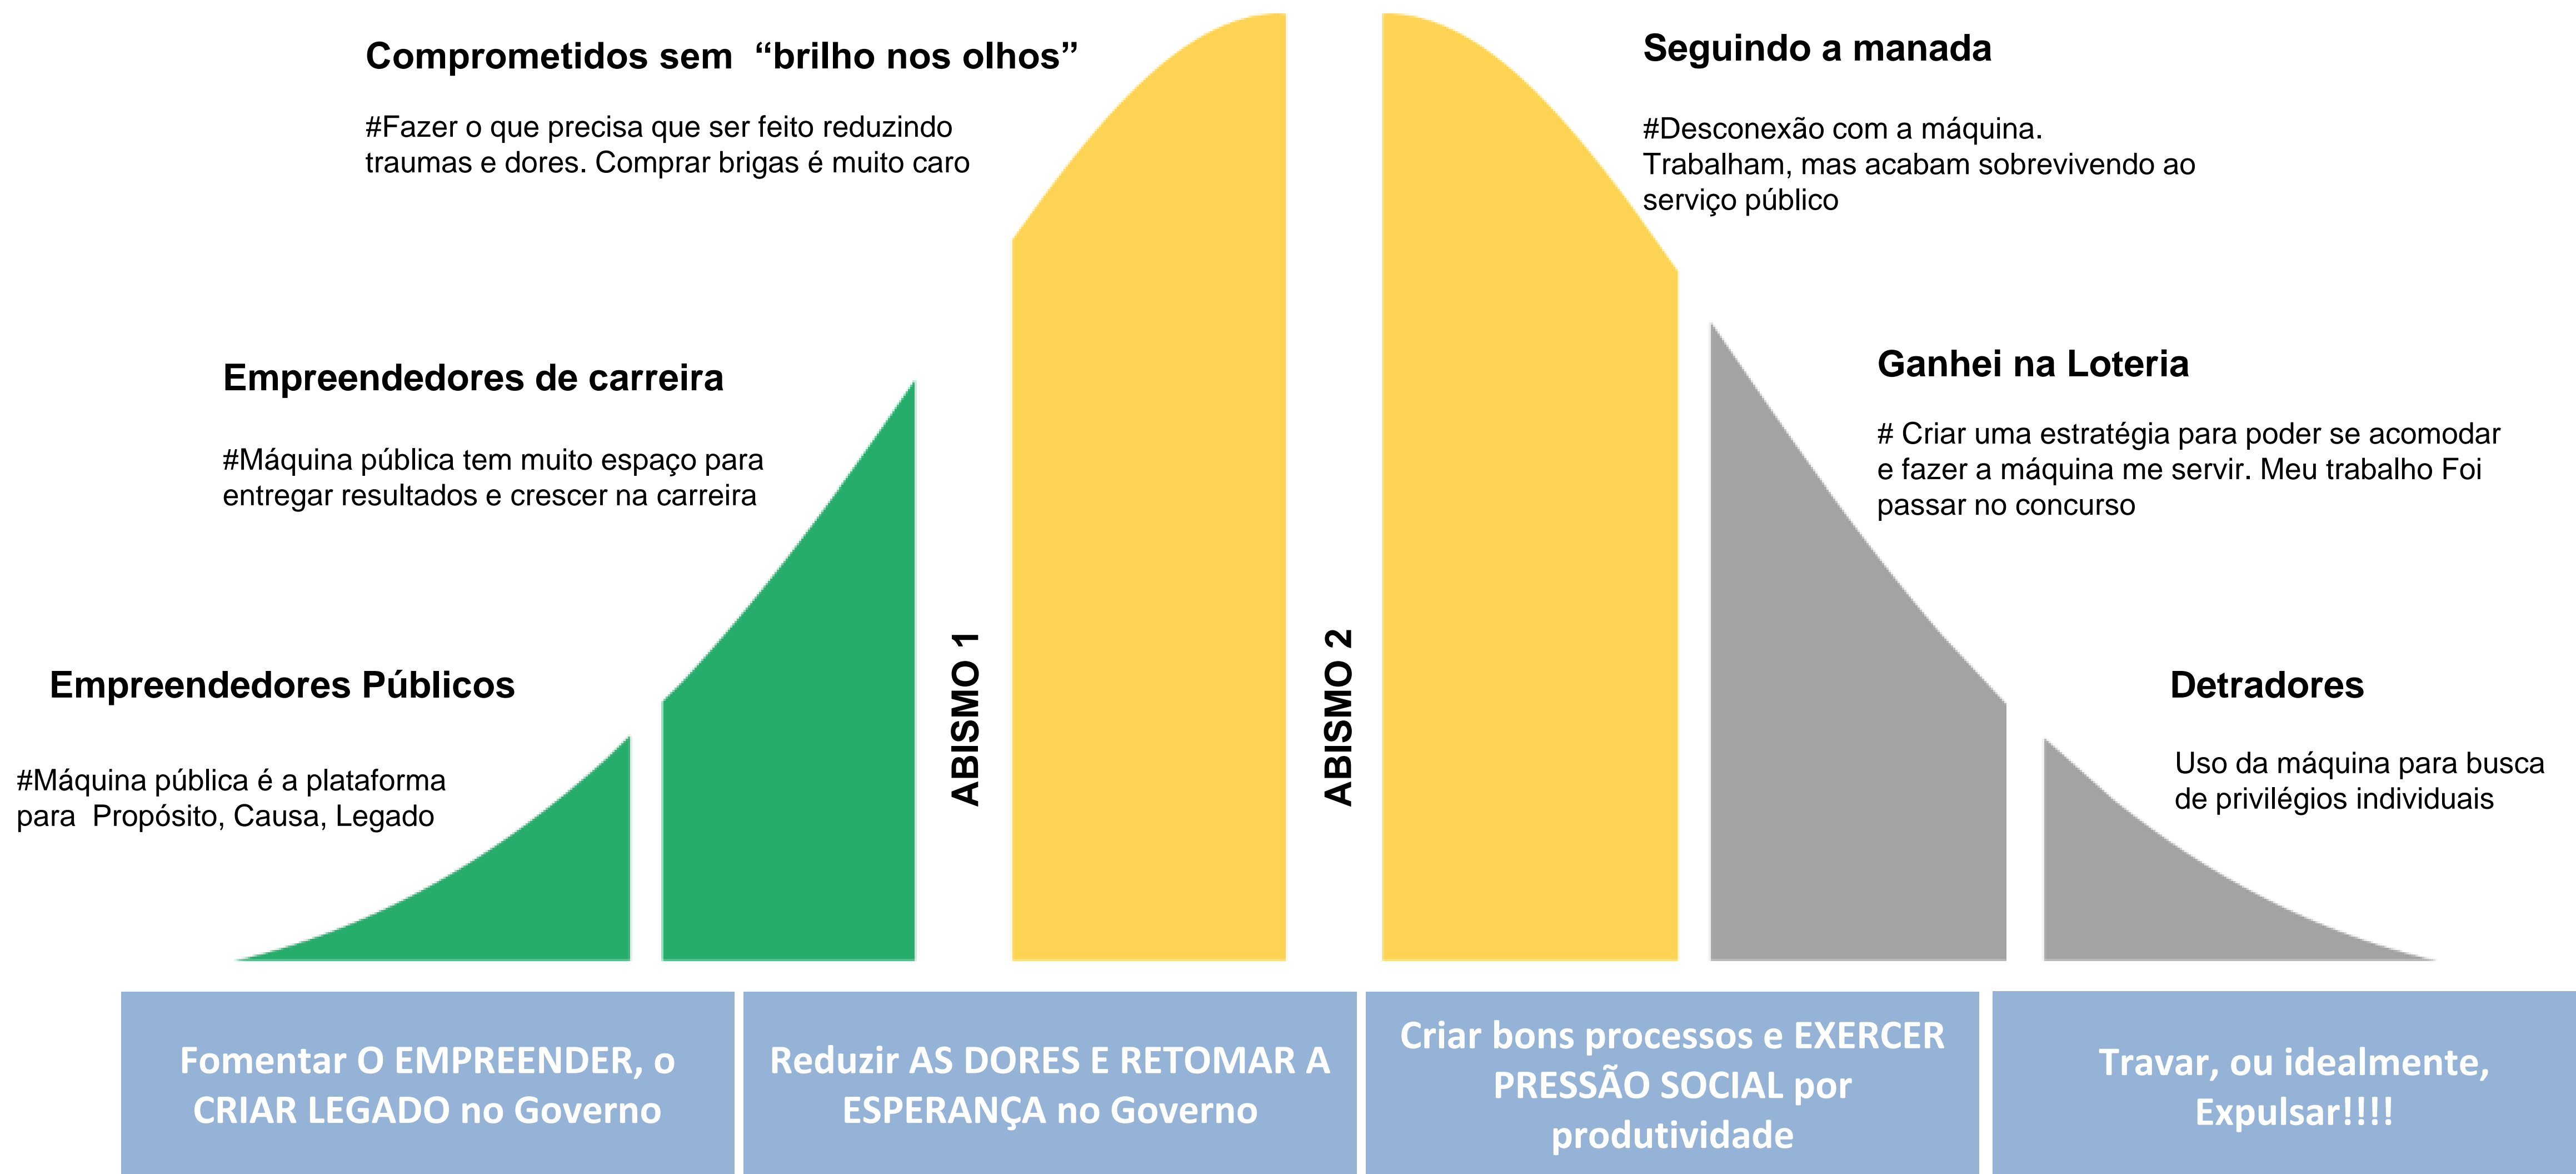 Comprometidos sem “brilho nos olhos”
#Fazer o que precisa que ser feito reduzindo
traumas e dores. Comprar brigas é muito caro
Seguindo a manada
#Desconexão com a máquina.
Trabalham, mas acabam sobrevivendo ao
serviço público
Empreendedores de carreira
#Máquina pública tem muito espaço para
entregar resultados e crescer na carreira
Ganhei na Loteria
# Criar uma estratégia para poder se acomodar
e fazer a máquina me servir. Meu trabalho Foi
passar no concurso
Empreendedores Públicos
#Máquina pública é a plataforma
para Propósito, Causa, Legado
ABISMO 1
ABISMO 2
Detradores
Uso da máquina para busca
de privilégios individuais
Fomentar O EMPREENDER, o
CRIAR LEGADO no Governo
Reduzir AS DORES E RETOMAR A
ESPERANÇA no Governo
Criar bons processos e EXERCER
PRESSÃO SOCIAL por
produtividade
Travar, ou idealmente,
Expulsar!!!!